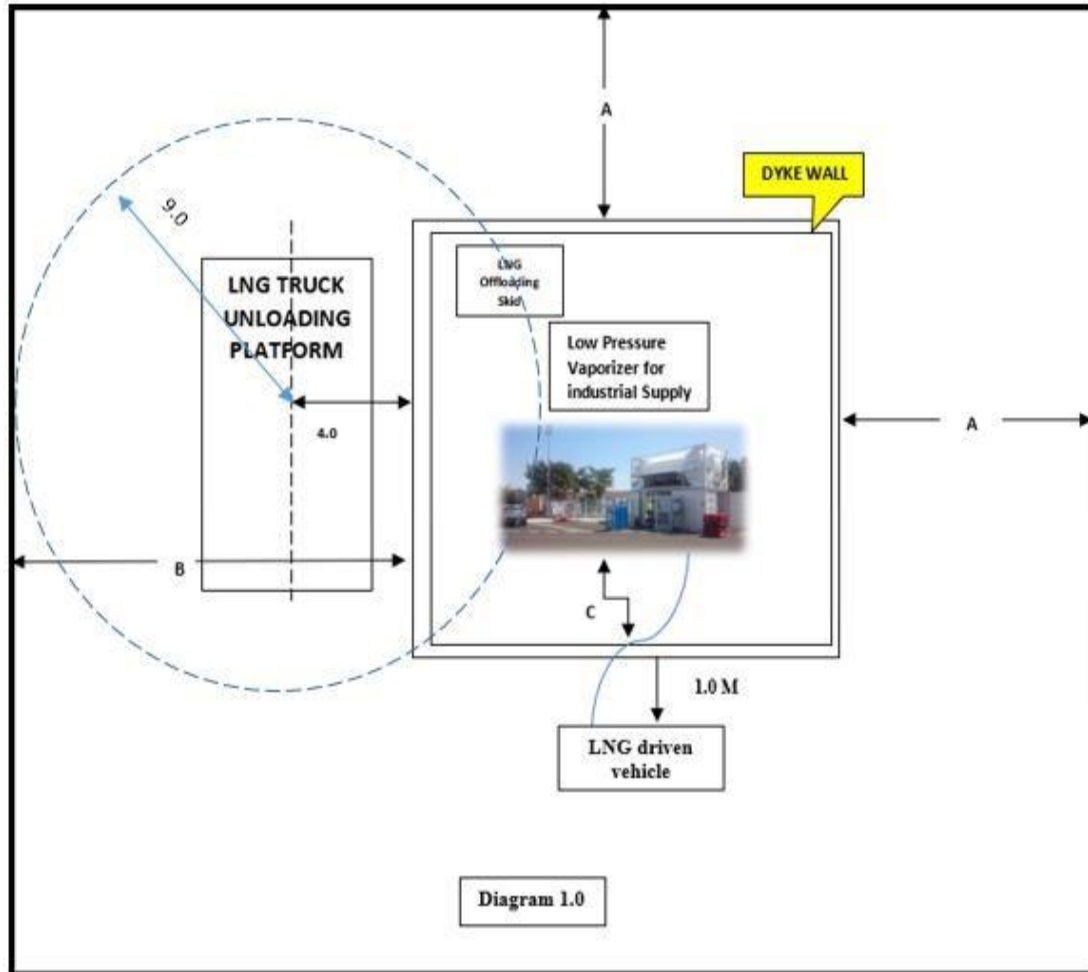 A
DYKE WALL
9.0
LNG TRUCK
UNLOADING
PLATFORM
LNG
Offloading
Skid
Low Pressure
Vaporizer for
industrial Supply
4.0
A
B
C
1.0 M
LNG driven
vehicle
Diagram 1.0